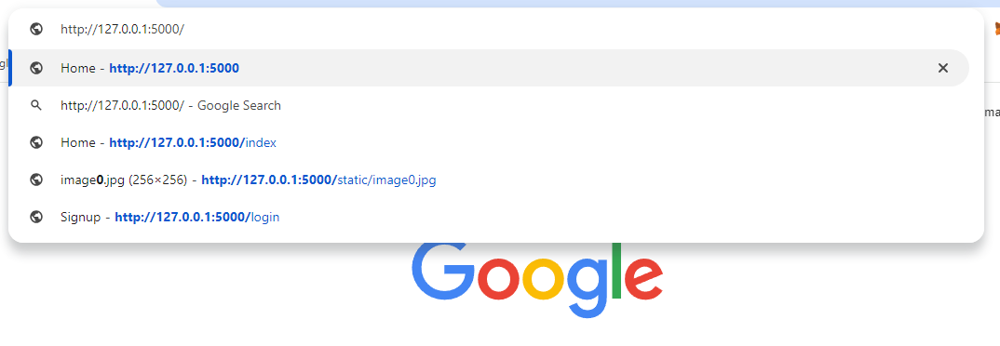 http://127.0.0.1:5000/
Home - http://127.0.0.1:5000
http://127.0.0.1:5000/ - Google Search
Home - http://127.0.0.1:5000/index
image0.jpg (256×256) - http://127.0.0.1:5000/static/image0.jpg
Signup - http://127.0.0.1:5000/login
Google